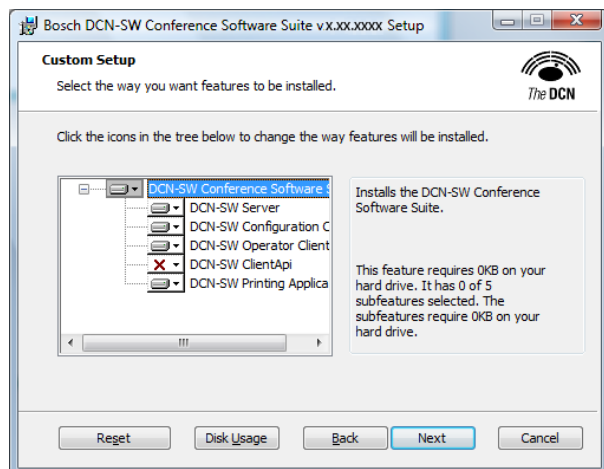 Bosch DCN-SW Conference Software Suite vx.xx.xxxx Setup
Custom Setup
Select the way you want features to be installed.
The DCN
Click the icons in the tree below to change the way features will be installed.
DCN-SW Conference Software S
DCN-SW Server
DCN-SW Configuration C
DCN-SW Operator Client
DCN-SW ClientApi
DCN-SW Printing Applica
Installs the DCN-SW Conference
Software Suite.
This feature requires 0KB on your
hard drive. It has 0 of 5
subfeatures selected. The
subfeatures require 0KB on your
hard drive.
Reset Disk Usage Back Next Cancel